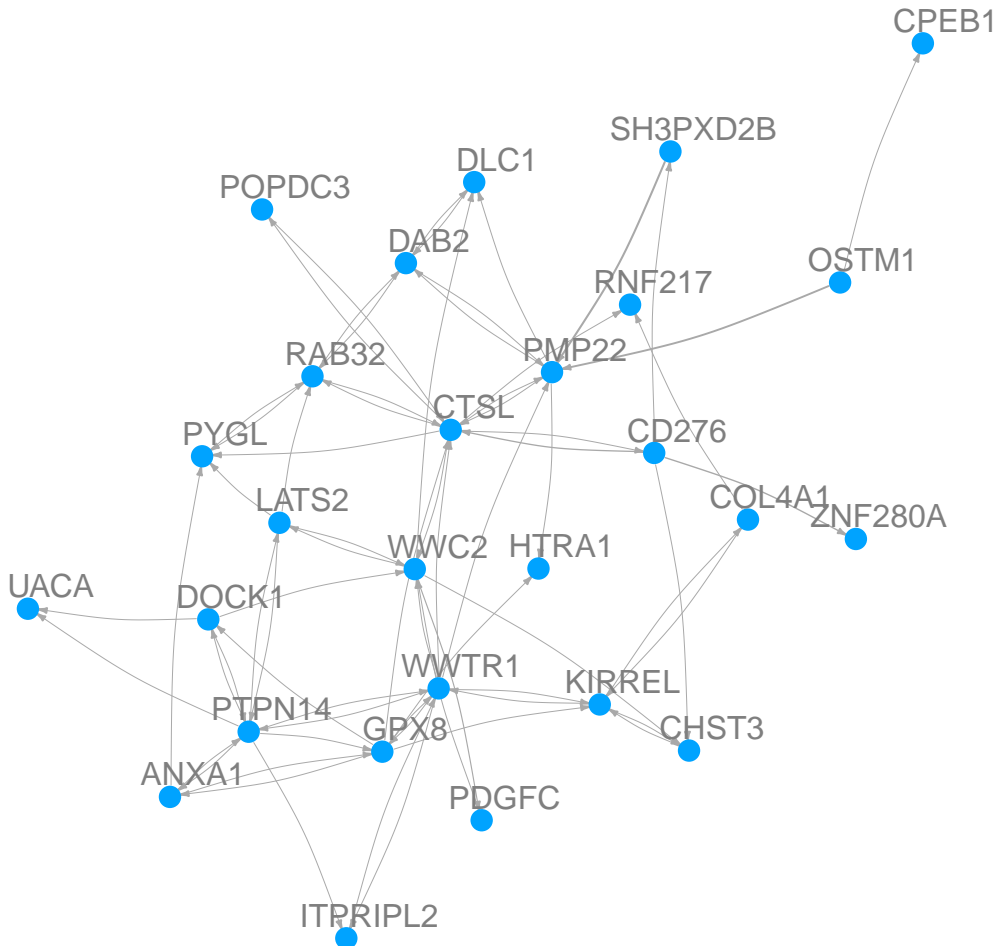 CPEB1
SH3PXD2B
DLC1
POPDC3
DAB2
OSTM1
RNF217
PMP22
RAB32
CTSL
CD276
PYGL
COL4A1
LATS2
ZNF280A
WWC2
HTRA1
UACA
DOCK1
WWTR1
KIRREL
PTPN14
GPX8
CHST3
ANXA1
PDGFC
ITPRIPL2